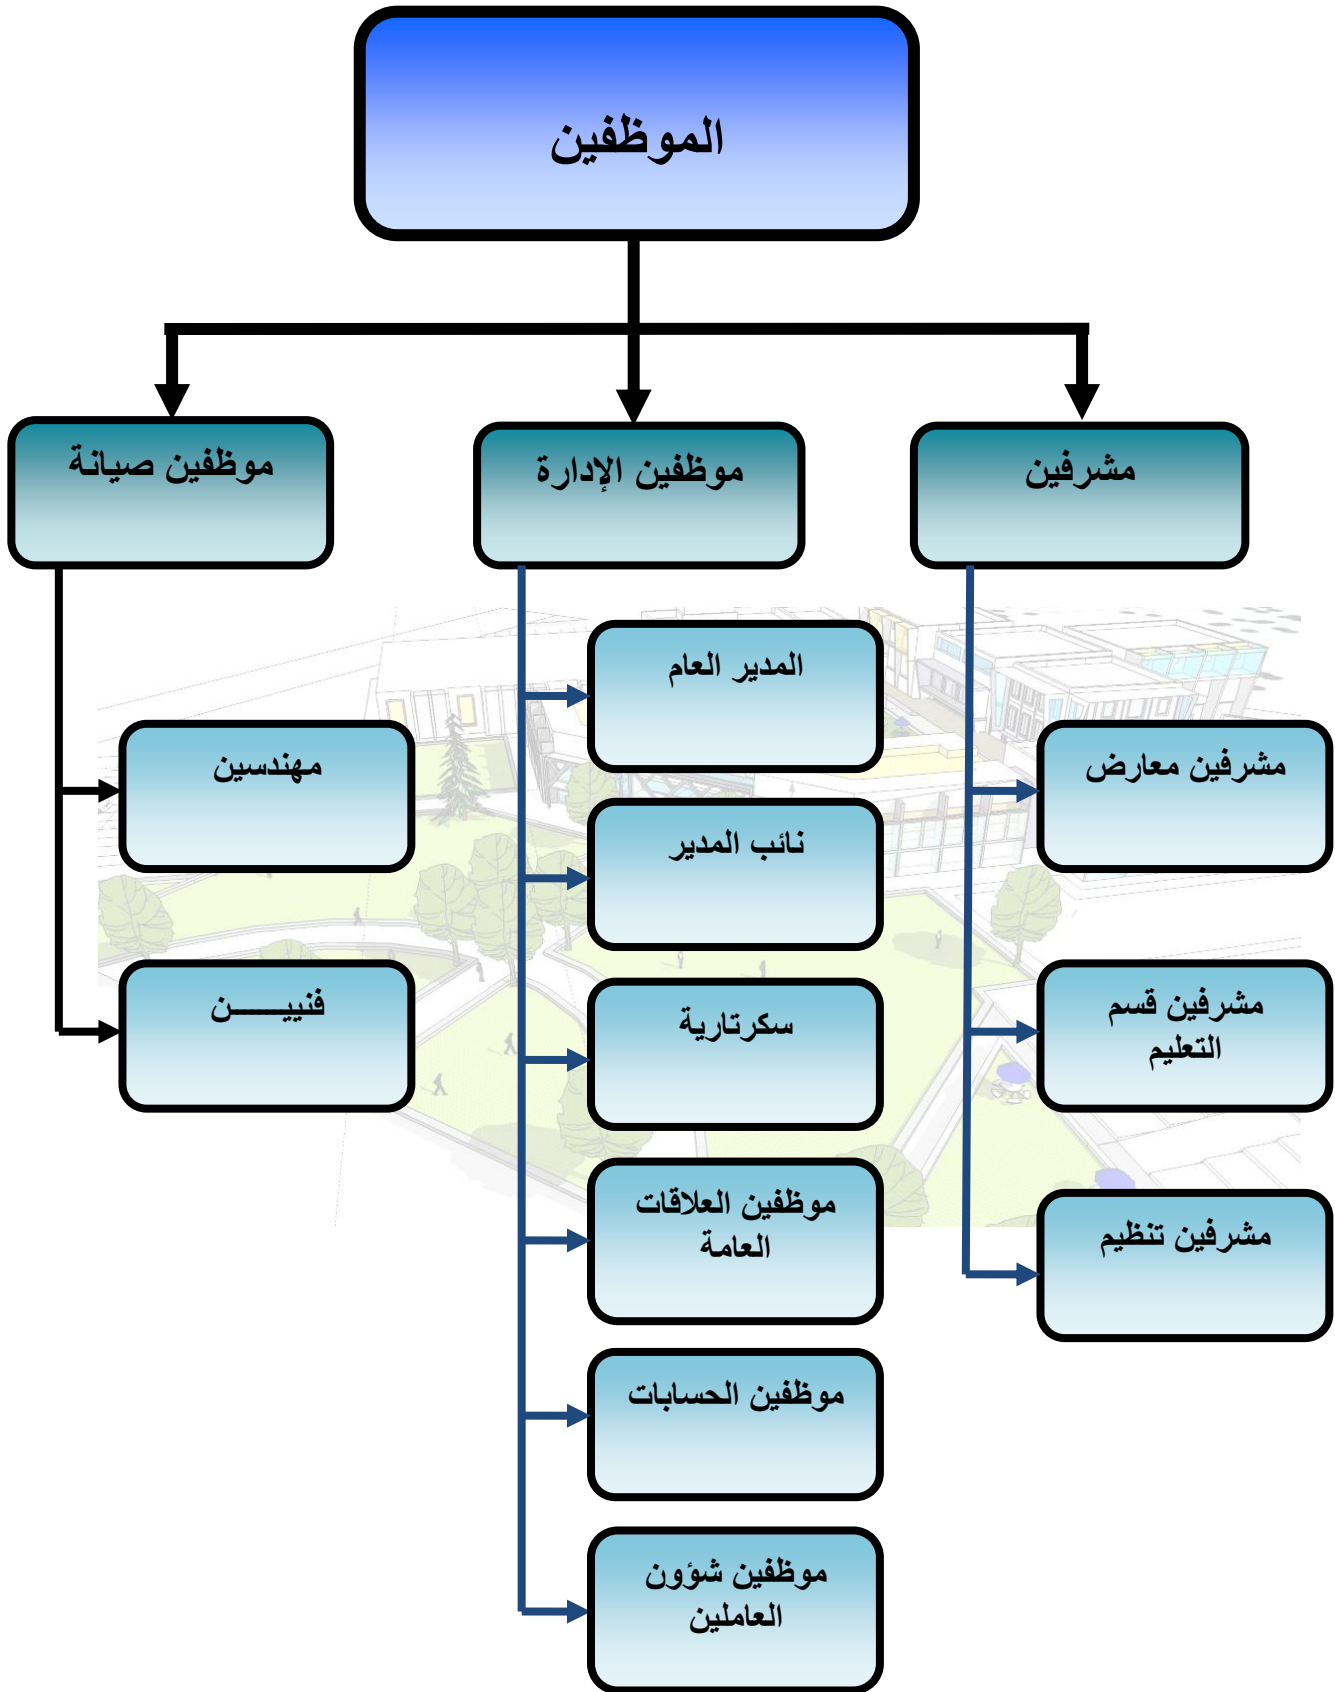 الموظفين
مشرفين
موظفين الإدارة
موظفين صيانة
مشرفين معارض
مشرفين قسم
التعليم
مشرفين تنظيم
المدير العام
نائب المدير
سكرتارية
موظفين العلاقات
العامة
موظفين الحسابات
موظفين شؤون
العاملين
مهندسين
فنييــــــن